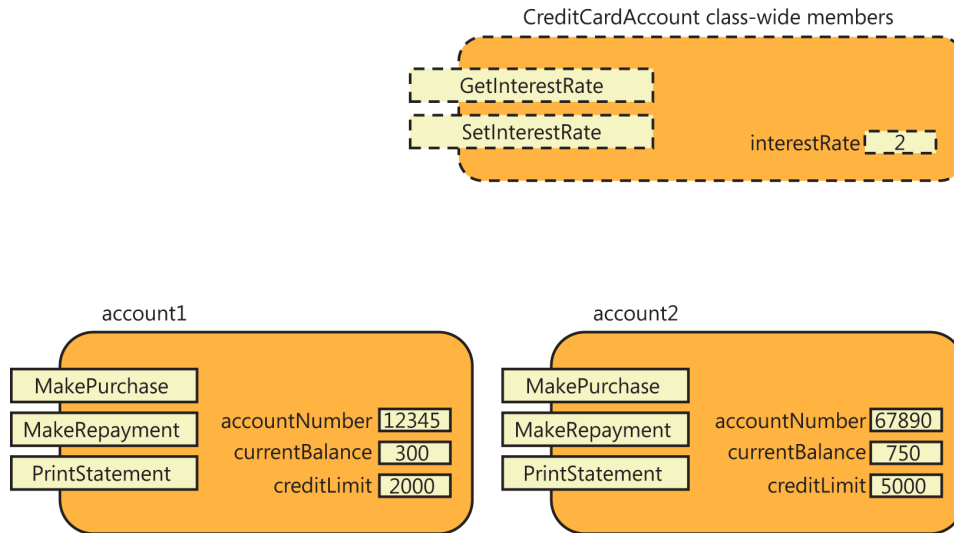 CreditCardAccount class-wide members
GetInterestRate
SetInterestRate
interestRate 2
account1
MakePurchase
MakeRepayment
PrintStatement
accountNumber 12345
currentBalance 300
creditLimit 2000
account2
MakePurchase
MakeRepayment
PrintStatement
accountNumber 67890
currentBalance 750
creditLimit 5000